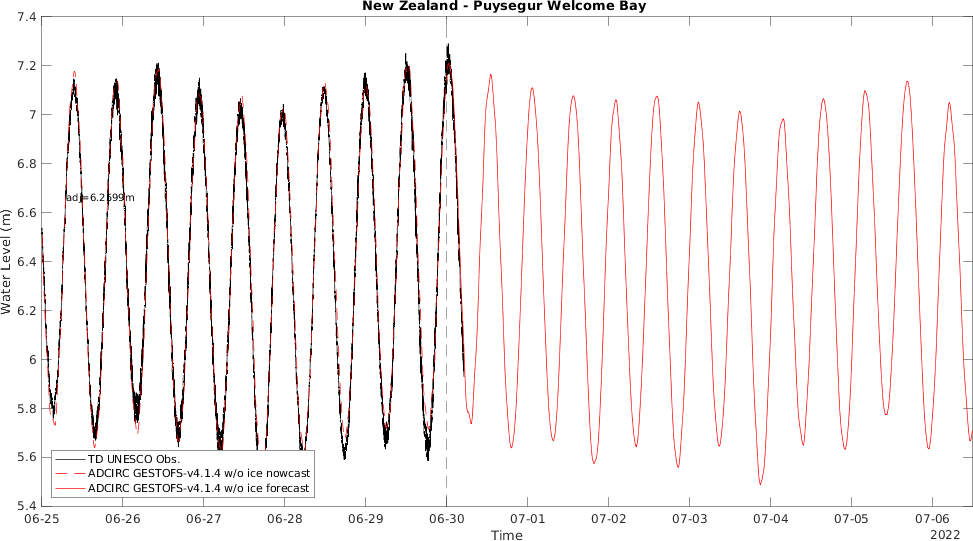 New Zealand - Puysegur Welcome Bay
7.4
7.2
7
6.8
6.6
6.4
6.2
6
5.8
5.6
5.4
Water Level (m)
adj=6.2599m
TD UNESCO Obs.
ADCIRC GESTOFS-v4.1.4 w/o ice nowcast
ADCIRC GESTOFS-v4.1.4 w/o ice forecast
06-25 06-26 06-27 06-28 06-29 06-30 07-01 07-02 07-03 07-04 07-05 07-06
Time
2022